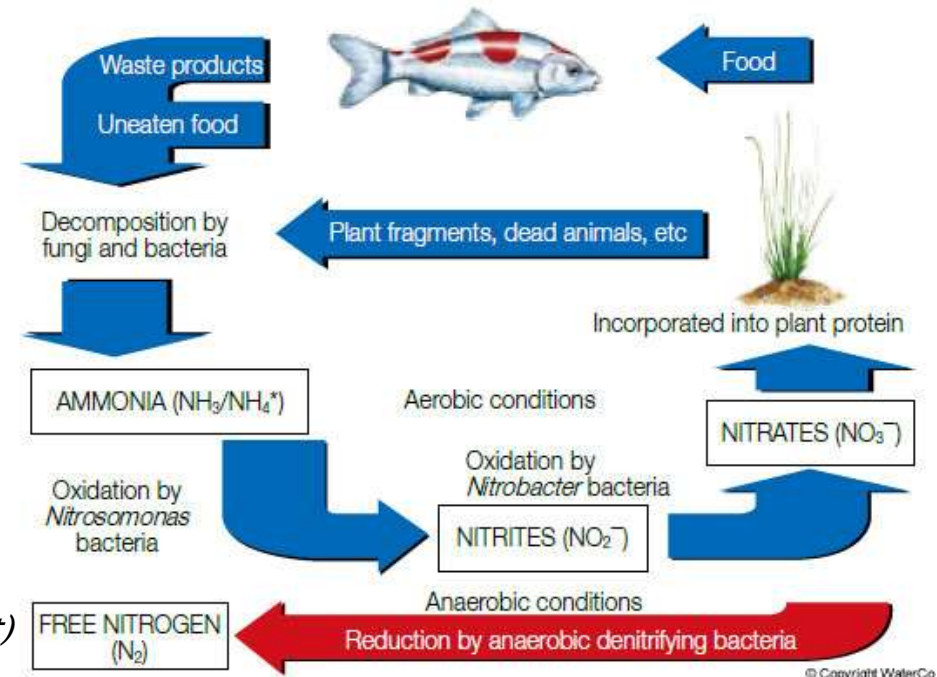 Waste products
Food
Uneaten food
Decomposition by
fungi and bacteria
Plant fragments, dead animals, etc
Incorporated into plant protein
AMMONIA (NH₃/NH₄*)
Aerobic conditions
NITRATES (NO₃⁻)
Oxidation by
Nitrosomonas
bacteria
Oxidation by
Nitrobacter bacteria
NITRITES (NO₂⁻)
Anaerobic conditions
FREE NITROGEN
(N₂)
Reduction by anaerobic denitrifying bacteria
© Copyright WaterCo